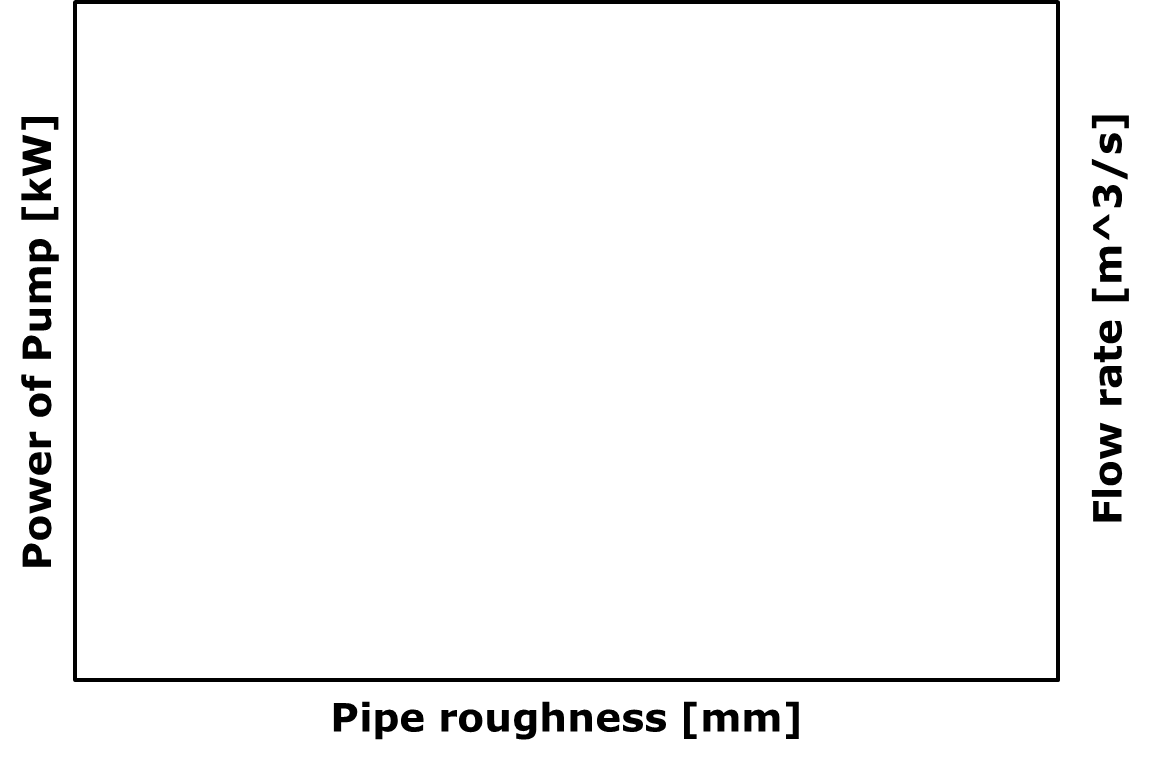 Power of Pump [kW]
Flow rate [m^3/s]
Pipe roughness [mm]